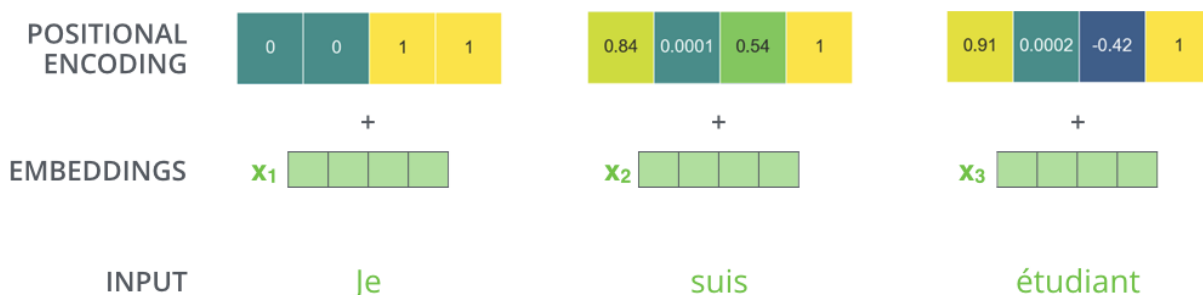 POSITIONAL
ENCODING
0 0 1 1
0.84 0.0001 0.54 1
0.91 0.0002 -0.42 1
+ + +
EMBEDDINGS x1 x2 x3
INPUT Je suis étudiant